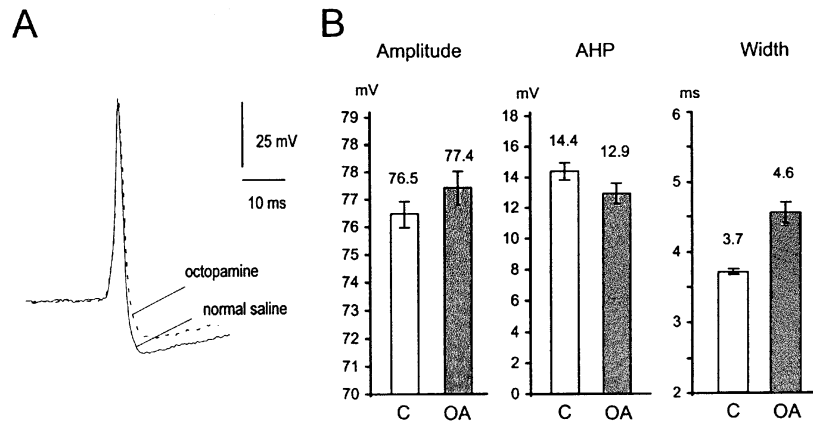 A
25 mV
10 ms
octopamine
normal saline
B
Amplitude
mV
79
78
77
76
75
74
73
72
71
70
76.5
77.4
C
OA
AHP
mV
18
16
14
12
10
8
6
4
2
0
14.4
12.9
C
OA
Width
ms
6
5
4
3
2
3.7
4.6
C
OA